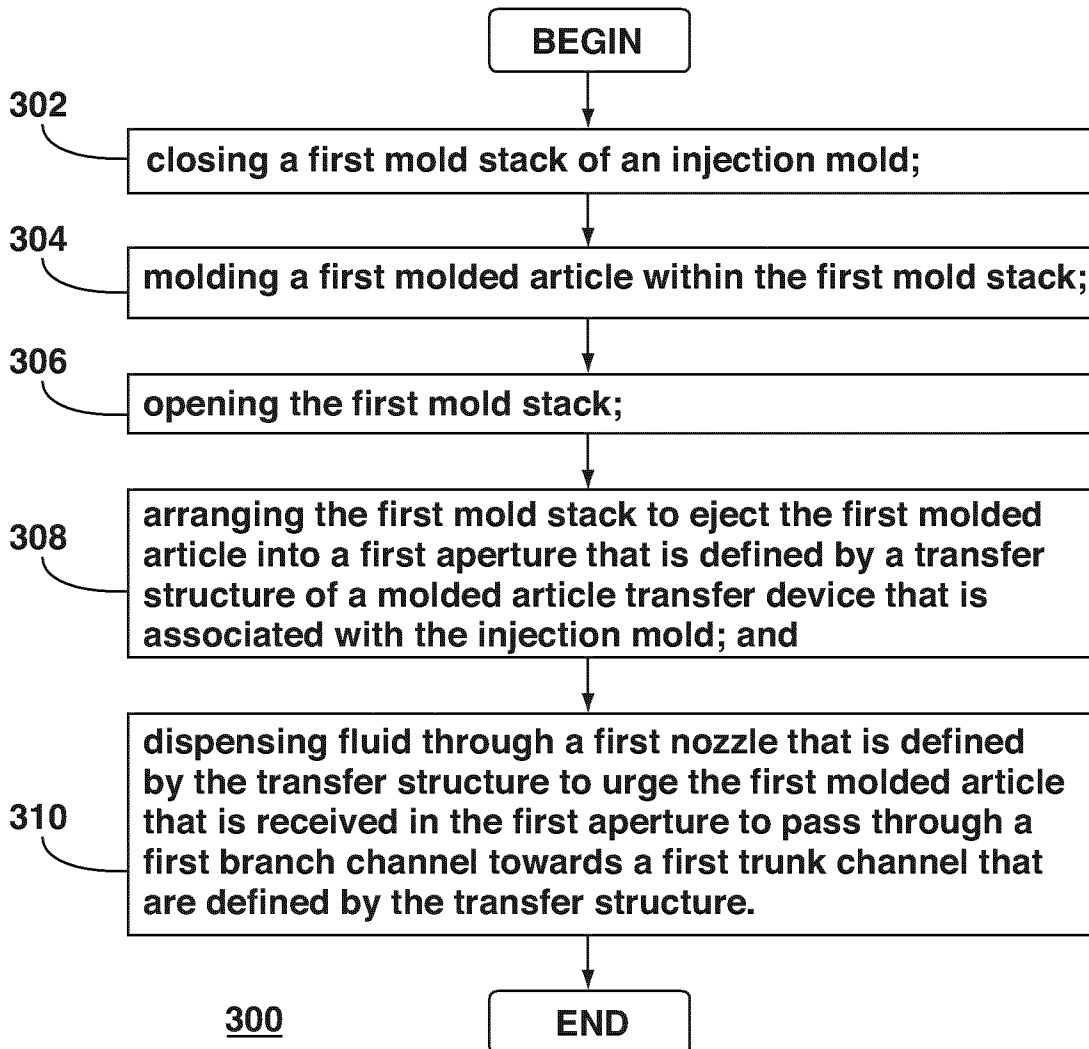 BEGIN
302
closing a first mold stack of an injection mold;
304
molding a first molded article within the first mold stack;
306
opening the first mold stack;
308
arranging the first mold stack to eject the first molded
article into a first aperture that is defined by a transfer
structure of a molded article transfer device that is
associated with the injection mold; and
310
dispensing fluid through a first nozzle that is defined
by the transfer structure to urge the first molded article
that is received in the first aperture to pass through a
first branch channel towards a first trunk channel that
are defined by the transfer structure.
300
END